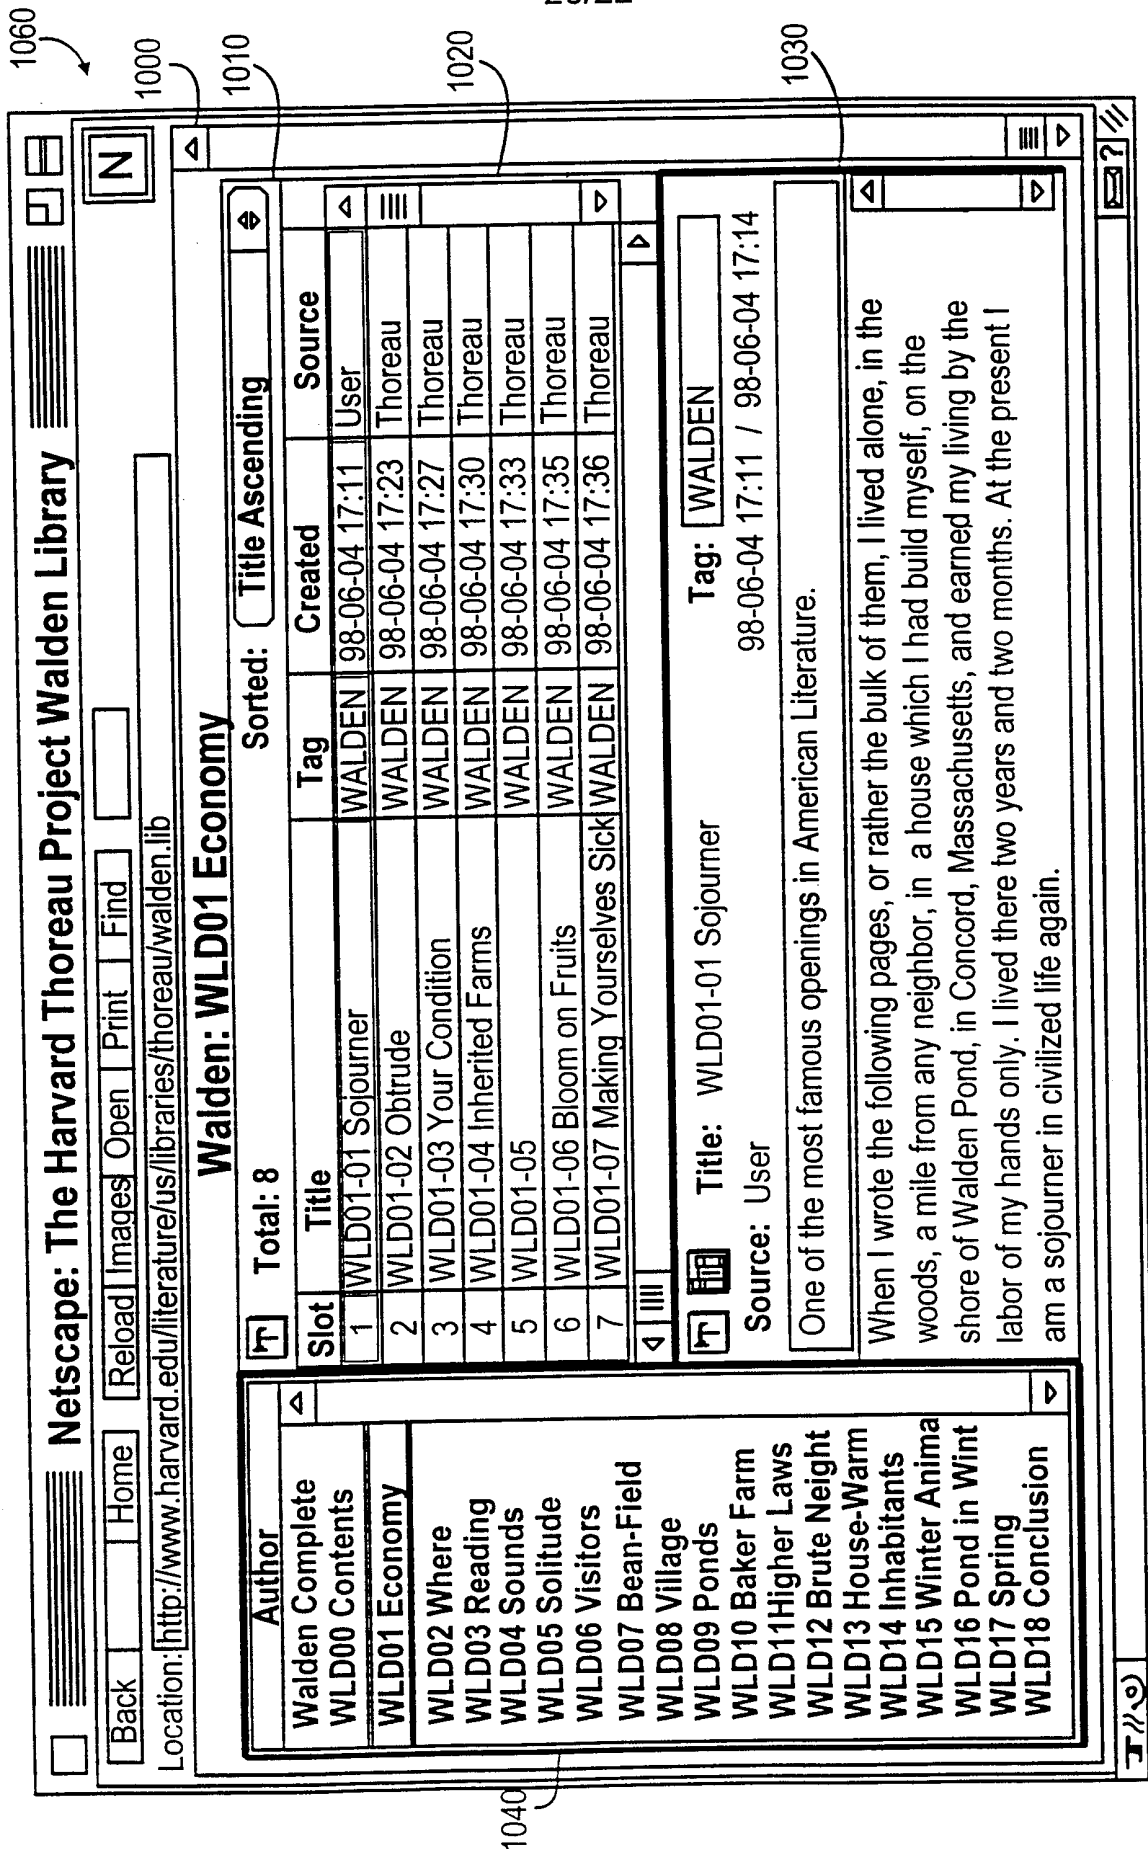 1060
1000
1010
1020
1030
1040
Netscape: The Harvard Thoreau Project Walden Library
Back Home Reload Images Open Print Find
N
Location: http://www.harvard.edu/literature/us/libraries/thoreau/walden.lib
Walden: WLD01 Economy
Author
Walden Complete
WLD00 Contents
WLD01 Economy
WLD02 Where
WLD03 Reading
WLD04 Sounds
WLD05 Solitude
WLD06 Visitors
WLD07 Bean-Field
WLD08 Village
WLD09 Ponds
WLD10 Baker Farm
WLD11Higher Laws
WLD12 Brute Neight
WLD13 House-Warm
WLD14 Inhabitants
WLD15 Winter Anima
WLD16 Pond in Wint
WLD17 Spring
WLD18 Conclusion
Total: 8 Sorted: Title Ascending
Slot Title Tag Created Source
1 WLD01-01 Sojourner WALDEN 98-06-04 17:11 User
2 WLD01-02 Obtrude WALDEN 98-06-04 17:23 Thoreau
3 WLD01-03 Your Condition WALDEN 98-06-04 17:27 Thoreau
4 WLD01-04 Inherited Farms WALDEN 98-06-04 17:30 Thoreau
5 WLD01-05 WALDEN 98-06-04 17:33 Thoreau
6 WLD01-06 Bloom on Fruits WALDEN 98-06-04 17:35 Thoreau
7 WLD01-07 Making Yourselves Sick WALDEN 98-06-04 17:36 Thoreau
Title: WLD01-01 Sojourner Tag: WALDEN
Source: User 98-06-04 17:11 / 98-06-04 17:14
One of the most famous openings in American Literature.
When I wrote the following pages, or rather the bulk of them, I lived alone, in the
woods, a mile from any neighbor, in a house which I had build myself, on the
shore of Walden Pond, in Concord, Massachusetts, and earned my living by the
labor of my hands only. I lived there two years and two months. At the present I
am a sojourner in civilized life again.
?